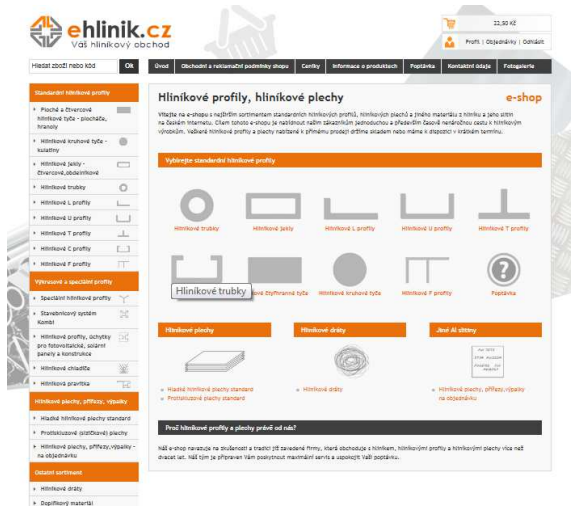 ehlinik.cz
Váš hliníkový obchod
22,50 Kč
Profil | Objednávky | Odhlásit
Hledat zboží nebo kód
Ok
Úvod
Obchodní a reklamační podmínky shopu
Ceníky
Informace o produktech
Poptávka
Kontaktní údaje
Fotogalerie
Standardní hliníkové profily
Ploché a čtvercové
hliníkové tyče - plocháče,
hranoly
Hliníkové kruhové tyče -
kulatiny
Hliníkové jekly -
čtvercové,obdelníkové
Hliníkové trubky
Hliníkové L profily
Hliníkové U profily
Hliníkové T profily
Hliníkové C profily
Hliníkové F profily
Výkresové a speciální profily
Speciální hliníkové profily
Stavebnicový systém
Kombi
Hliníkové profily, úchytky
pro fotovoltaické, solární
panely a konstrukce
Hliníkové chladiče
Hliníková pravítka
Hliníkové plechy, přířezy, výpalky
Hladké hliníkové plechy standard
Protiskluzové (slzičkové) plechy
Hliníkové plechy, přířezy,výpalky -
na objednávku
Ostatní sortiment
Hliníkové dráty
Doplňkový materiál
Hliníkové profily, hliníkové plechy
e-shop
Vítejte na e-shopu s nejširším sortimentem standardních hliníkových profilů, hliníkových plechů a jiného materiálu z hliníku a jeho slitin
na českém internetu. Cílem tohoto e-shopu je nabídnout našim zákazníkům jednoduchou a především časově nenáročnou cestu k hliníkovým
výrobkům. Veškeré hliníkové profily a plechy nabízené k přímému prodeji držíme skladem nebo máme k dispozici v krátkém termínu.
Vybírejte standardní hliníkové profily
Hliníkové trubky
Hliníkové jekly
Hliníkové L profily
Hliníkové U profily
Hliníkové T profily
Hliníkové trubky
Hliníkové čtyřhranná tyče
Hliníkové kruhové tyče
Hliníkové F profily
?
Poptávka
Hliníkové plechy
Hliníkové dráty
Jiné Al slitiny
Hladké hliníkové plechy standard
Protiskluzové plechy standard
Hliníkové dráty
Hliníkové plechy, přířezy,výpalky
na objednávku
Proč hliníkové profily a plechy právě od nás?
Náš e-shop navazuje na zkušenosti a tradici již zavedené firmy, která obchoduje s hliníkem, hliníkovými profily a hliníkovými plechy více než
dvacet let. Náš tým je připraven Vám poskytnout maximální servis a uspokojit Vaši poptávku.